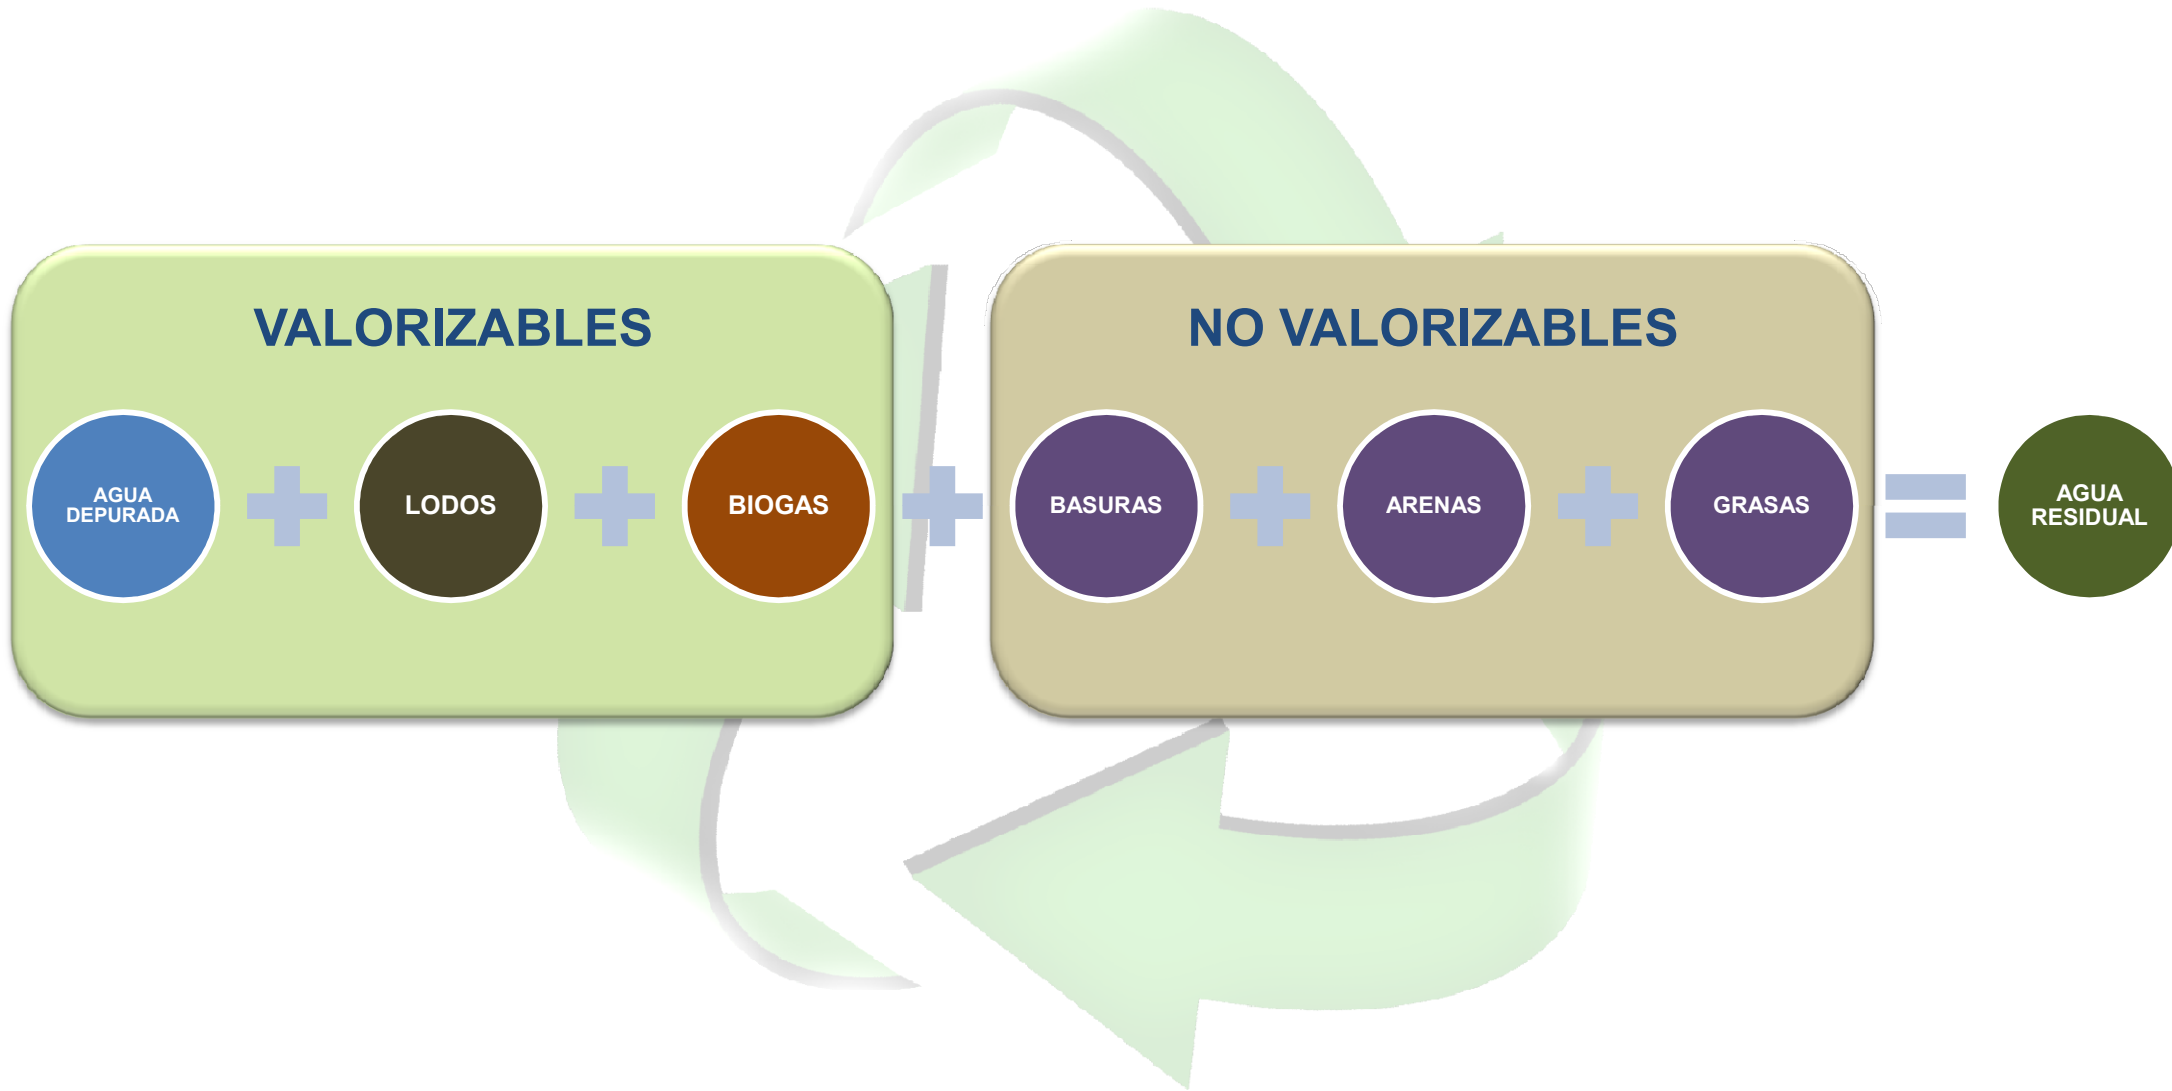 VALORIZABLES
NO VALORIZABLES
AGUA
DEPURADA
LODOS
BIOGAS
BASURAS
ARENAS
GRASAS
AGUA
RESIDUAL